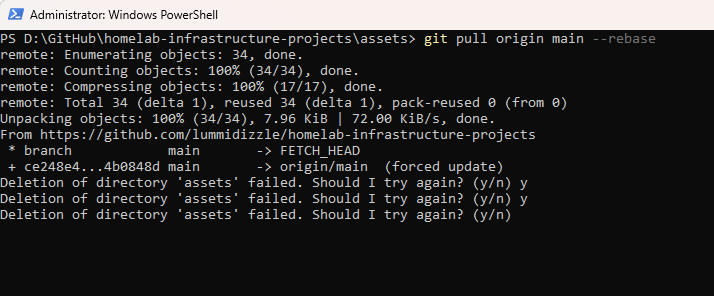 Administrator: Windows PowerShell
PS D:\GitHub\homelab-infrastructure-projects\assets> git pull origin main --rebase
remote: Enumerating objects: 34, done.
remote: Counting objects: 100% (34/34), done.
remote: Compressing objects: 100% (17/17), done.
remote: Total 34 (delta 1), reused 34 (delta 1), pack-reused 0 (from 0)
Unpacking objects: 100% (34/34), 7.96 KiB | 72.00 KiB/s, done.
From https://github.com/lummidizzle/homelab-infrastructure-projects
 * branch            main       -> FETCH_HEAD
 + ce248e4...4b0848d main       -> origin/main  (forced update)
Deletion of directory 'assets' failed. Should I try again? (y/n) y
Deletion of directory 'assets' failed. Should I try again? (y/n) y
Deletion of directory 'assets' failed. Should I try again? (y/n)